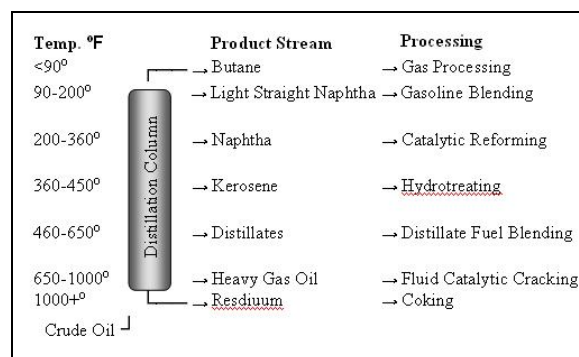 Temp. ºF Product Stream Processing
<90º → Butane → Gas Processing
90-200º → Light Straight Naphtha → Gasoline Blending
200-360º → Naphtha → Catalytic Reforming
360-450º → Kerosene → Hydrotreating
460-650º → Distillates → Distillate Fuel Blending
650-1000º → Heavy Gas Oil → Fluid Catalytic Cracking
1000+º → Resdiuum → Coking
Distillation Column
Crude Oil